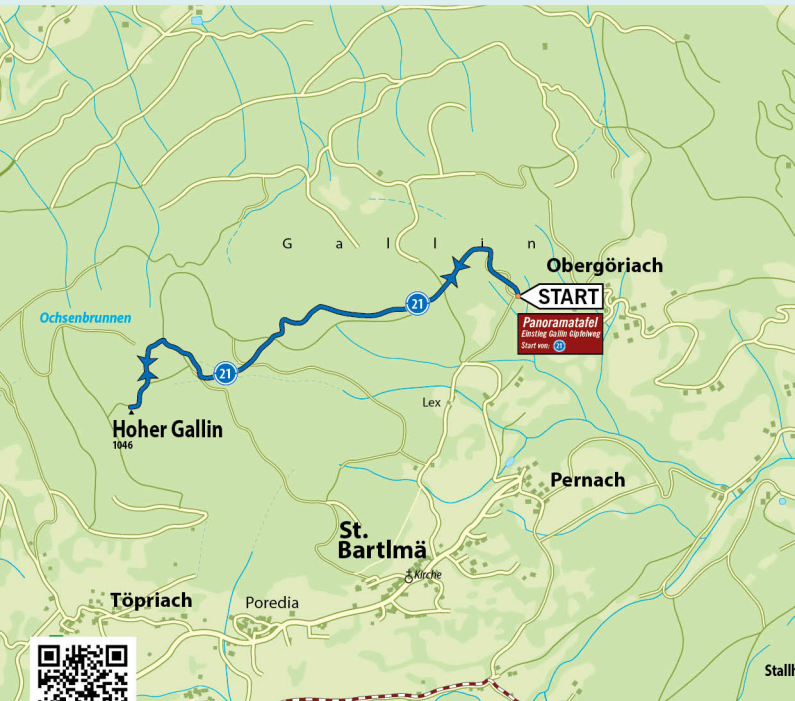 Gallin
Obergöriach
START
Panoramatafel
Einstieg Gallin Gipfelweg
Start von: 21
21
Ochsenbrunnen
21
Hoher Gallin
1046
Lex
Pernach
St.
Bartlmä
Kirche
Töpriach
Poredia
Stallh